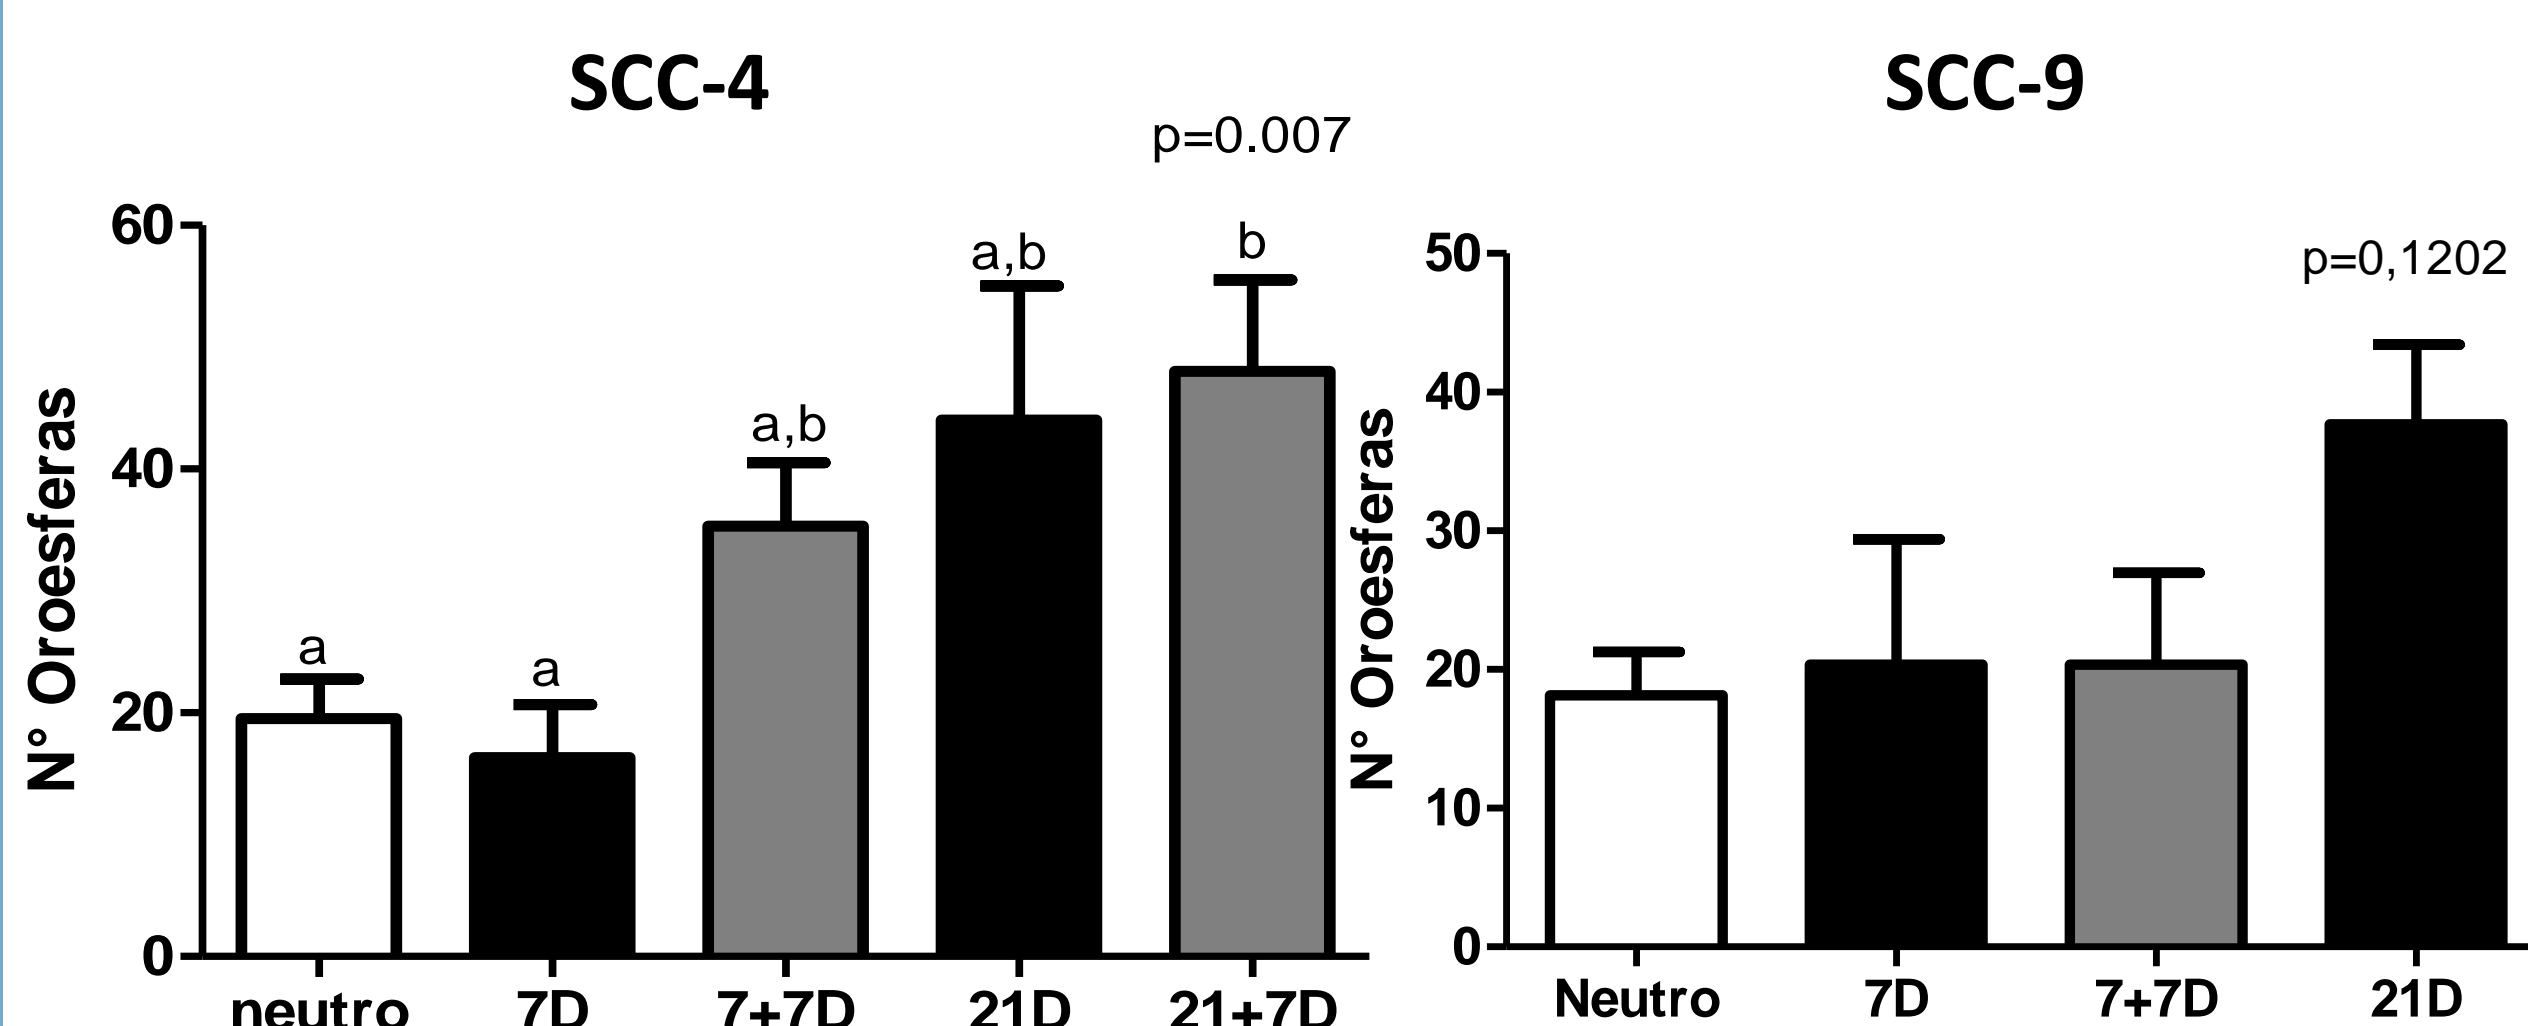 SCC-4
p=0.007
N° Oroesferas
60
40
20
0
a
a
a,b
a,b
b
neutro 7D 7+7D 21D 21+7D
SCC-9
p=0,1202
N° Oroesferas
50
40
30
20
10
0
Neutro 7D 7+7D 21D